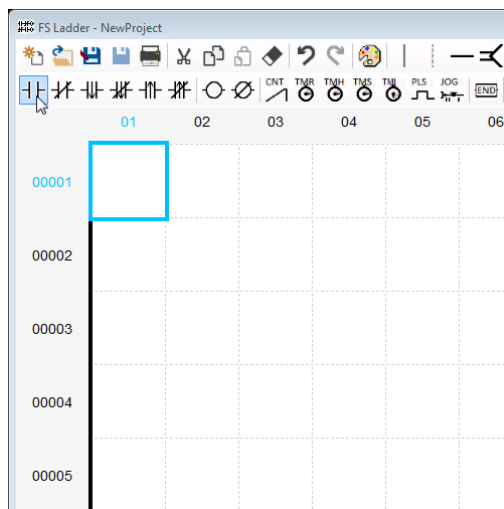 FS Ladder - NewProject
CNT TMR TMH TMS TMI PLS JOG END
01 02 03 04 05 06
00001
00002
00003
00004
00005